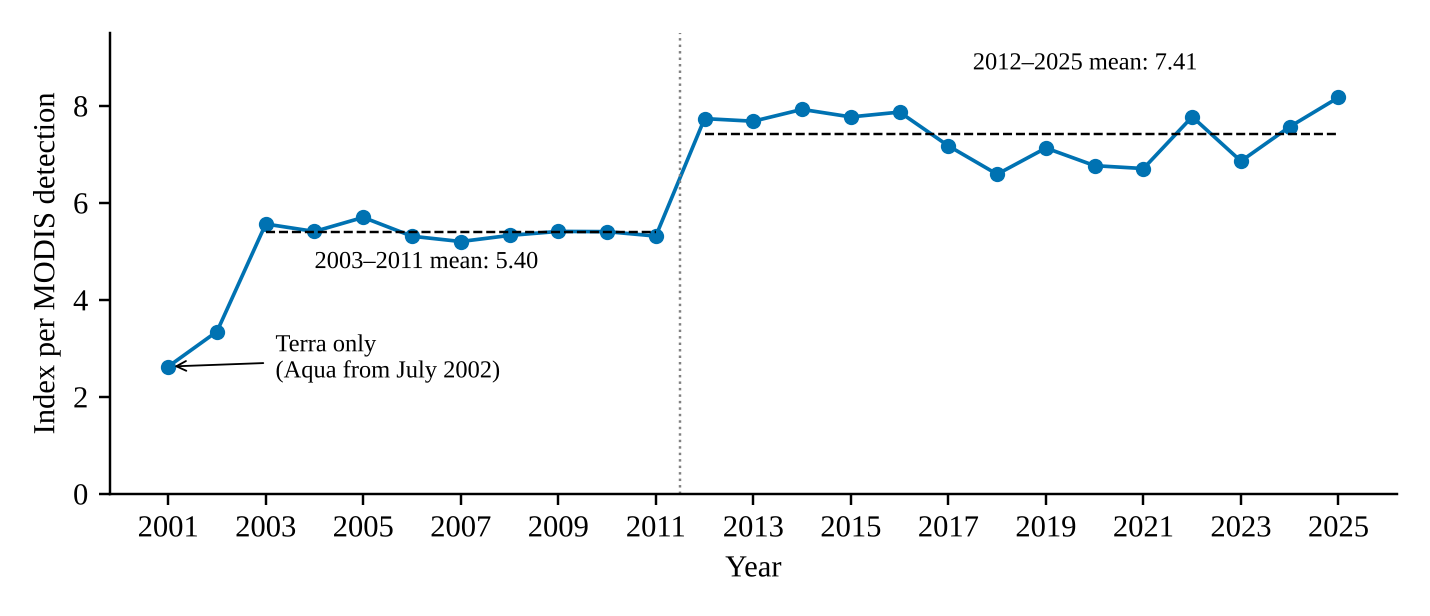 2012–2025 mean: 7.41
Index per MODIS detection
8
6
4
2
0
2003–2011 mean: 5.40
Terra only
(Aqua from July 2002)
2001 2003 2005 2007 2009 2011 2013 2015 2017 2019 2021 2023 2025
Year